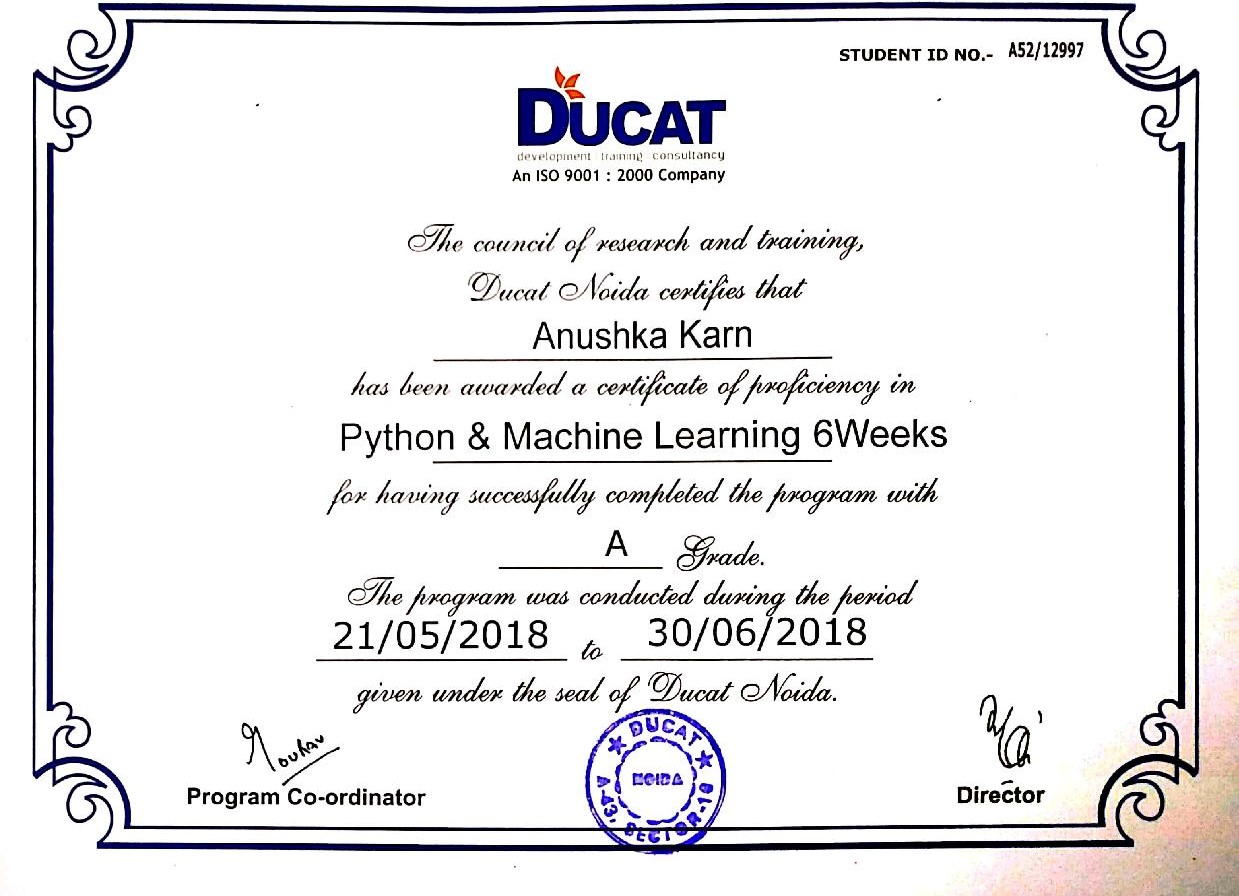 STUDENT ID NO.- A52/12997
DUCAT
development training consultancy
An ISO 9001 : 2000 Company
The council of research and training,
Ducat Noida certifies that
Anushka Karn
has been awarded a certificate of proficiency in
Python & Machine Learning 6Weeks
for having successfully completed the program with
A Grade.
The program was conducted during the period
21/05/2018 to 30/06/2018
given under the seal of Ducat Noida.
DUCAT
NOIDA
A-43, SECTOR-16
Program Co-ordinator
Director